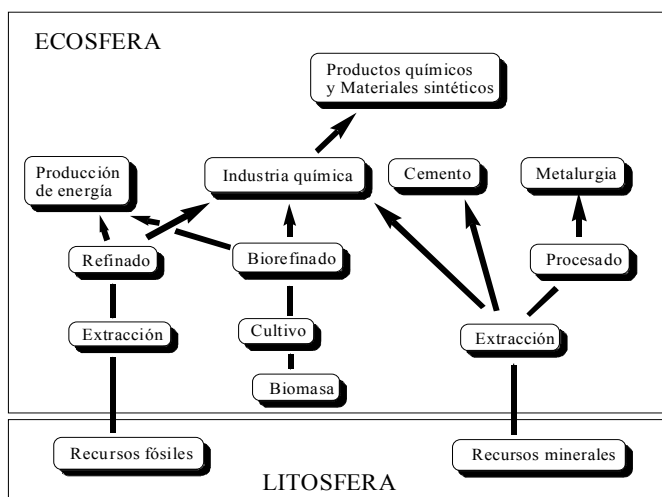 ECOSFERA
Productos químicos
y Materiales sintéticos
Producción
de energía
Industria química
Cemento
Metalurgia
Refinado
Biorefinado
Procesado
Extracción
Cultivo
Extracción
Biomasa
Recursos fósiles
Recursos minerales
LITOSFERA